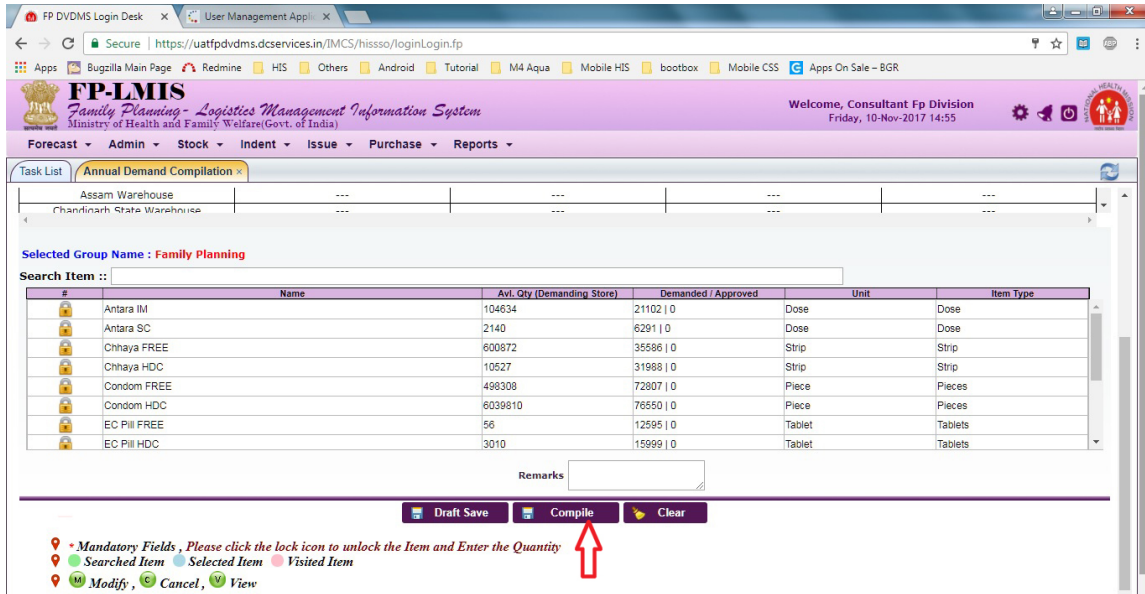 FP DVDMS Login Desk
User Management Applic
Secure | https://uatfpdvdms.dcservices.in/IMCS/hissso/loginLogin.fp
Apps Bugzilla Main Page Redmine HIS Others Android Tutorial M4 Aqua Mobile HIS bootbox Mobile CSS Apps On Sale – BGR
FP-LMIS
Family Planning - Logistics Management Information System
Ministry of Health and Family Welfare(Govt. of India)
Welcome, Consultant Fp Division
Friday, 10-Nov-2017 14:55
Forecast Admin Stock Indent Issue Purchase Reports
Task List Annual Demand Compilation ×
Assam Warehouse --- --- --- ---
Chandigarh State Warehouse --- --- --- ---
Selected Group Name : Family Planning
Search Item ::
# Name Avl. Qty (Demanding Store) Demanded / Approved Unit Item Type
Antara IM 104634 21102 | 0 Dose Dose
Antara SC 2140 6291 | 0 Dose Dose
Chhaya FREE 600872 35586 | 0 Strip Strip
Chhaya HDC 10527 31988 | 0 Strip Strip
Condom FREE 498308 72807 | 0 Piece Pieces
Condom HDC 6039810 76550 | 0 Piece Pieces
EC Pill FREE 56 12595 | 0 Tablet Tablets
EC Pill HDC 3010 15999 | 0 Tablet Tablets
Remarks
Draft Save Compile Clear
* Mandatory Fields , Please click the lock icon to unlock the Item and Enter the Quantity
Searched Item Selected Item Visited Item
M Modify , C Cancel , V View